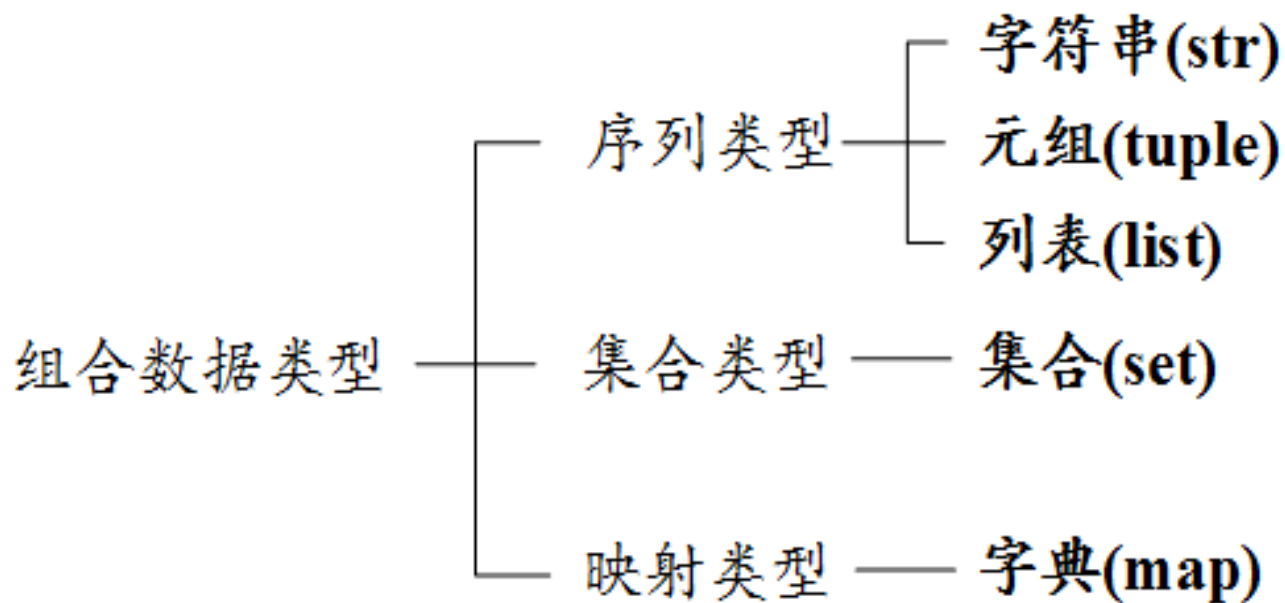 字符串(str)
序列类型
元组(tuple)
列表(list)
组合数据类型
集合类型
集合(set)
映射类型
字典(map)